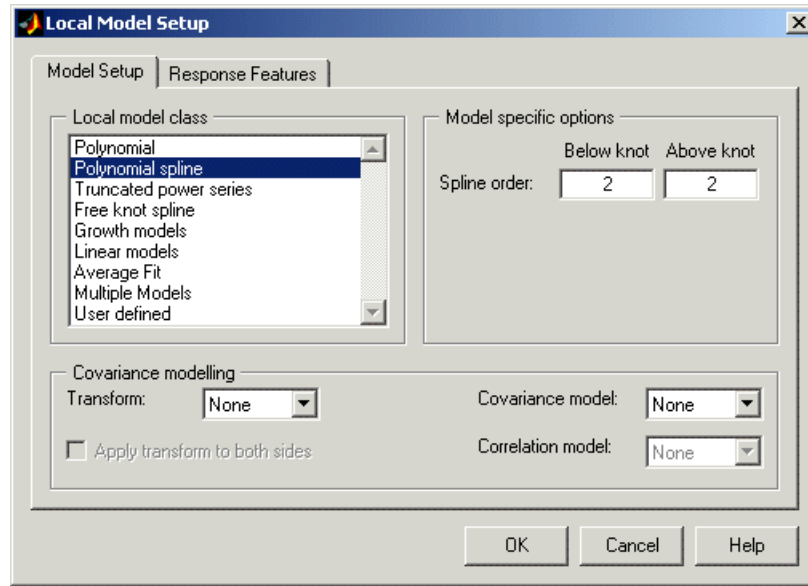 Local Model Setup
Model Setup
Response Features
Local model class
Polynomial
Polynomial spline
Truncated power series
Free knot spline
Growth models
Linear models
Average Fit
Multiple Models
User defined
Model specific options
Below knot Above knot
Spline order: 2 2
Covariance modelling
Transform: None
Apply transform to both sides
Covariance model: None
Correlation model: None
OK Cancel Help